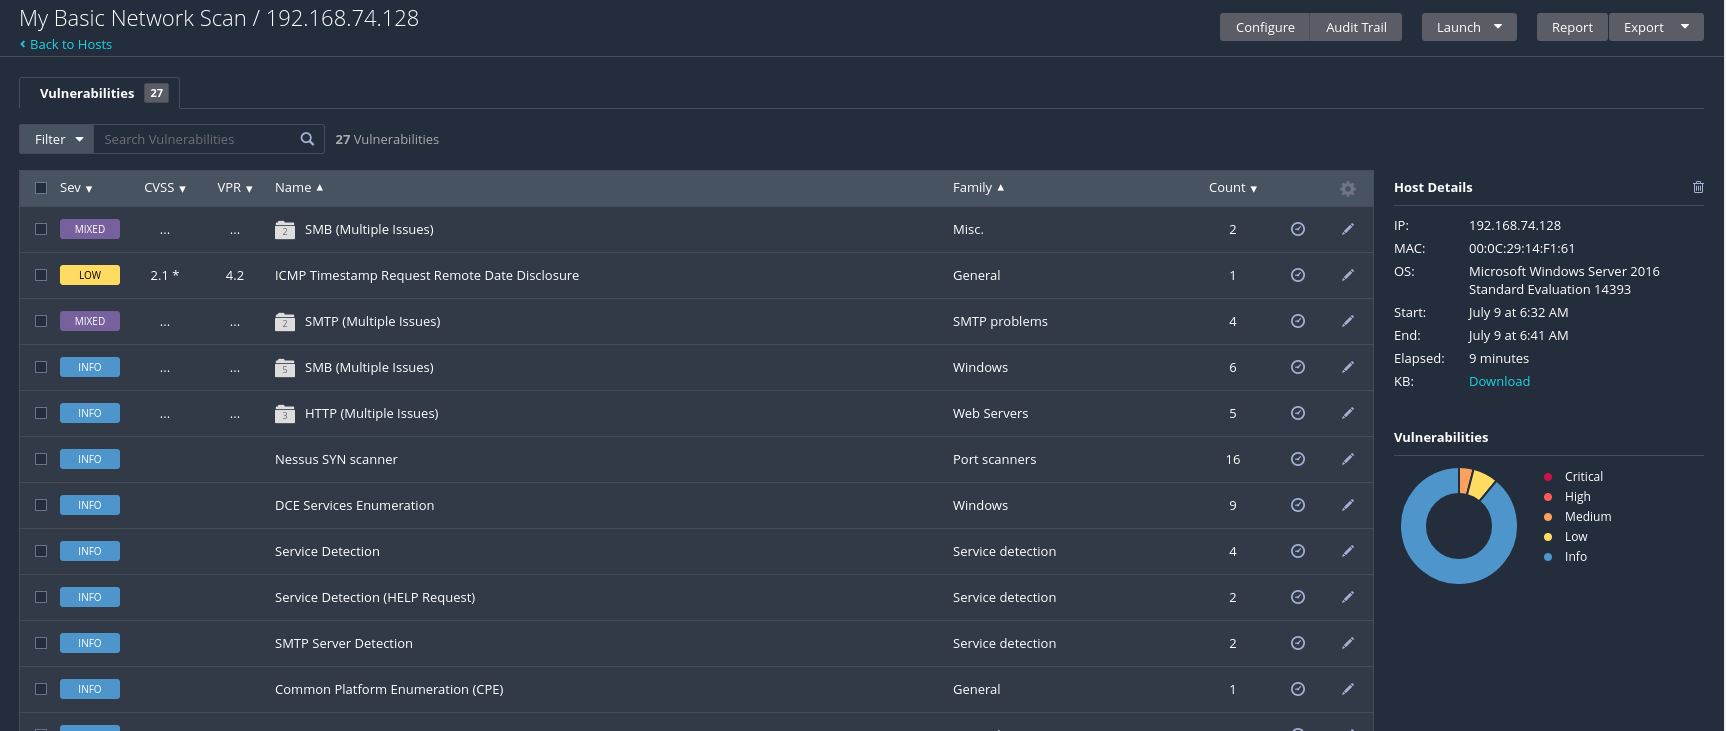 My Basic Network Scan / 192.168.74.128
‹ Back to Hosts
Configure Audit Trail Launch ▼ Report Export ▼
Vulnerabilities 27
Filter ▼ Search Vulnerabilities 27 Vulnerabilities
Sev ▼ CVSS ▼ VPR ▼ Name ▲ Family ▲ Count ▼
MIXED ... ... 2 SMB (Multiple Issues) Misc. 2
LOW 2.1 * 4.2 ICMP Timestamp Request Remote Date Disclosure General 1
MIXED ... ... 2 SMTP (Multiple Issues) SMTP problems 4
INFO ... ... 5 SMB (Multiple Issues) Windows 6
INFO ... ... 3 HTTP (Multiple Issues) Web Servers 5
INFO Nessus SYN scanner Port scanners 16
INFO DCE Services Enumeration Windows 9
INFO Service Detection Service detection 4
INFO Service Detection (HELP Request) Service detection 2
INFO SMTP Server Detection Service detection 2
INFO Common Platform Enumeration (CPE) General 1
Host Details
IP: 192.168.74.128
MAC: 00:0C:29:14:F1:61
OS: Microsoft Windows Server 2016
Standard Evaluation 14393
Start: July 9 at 6:32 AM
End: July 9 at 6:41 AM
Elapsed: 9 minutes
KB: Download
Vulnerabilities
Critical
High
Medium
Low
Info